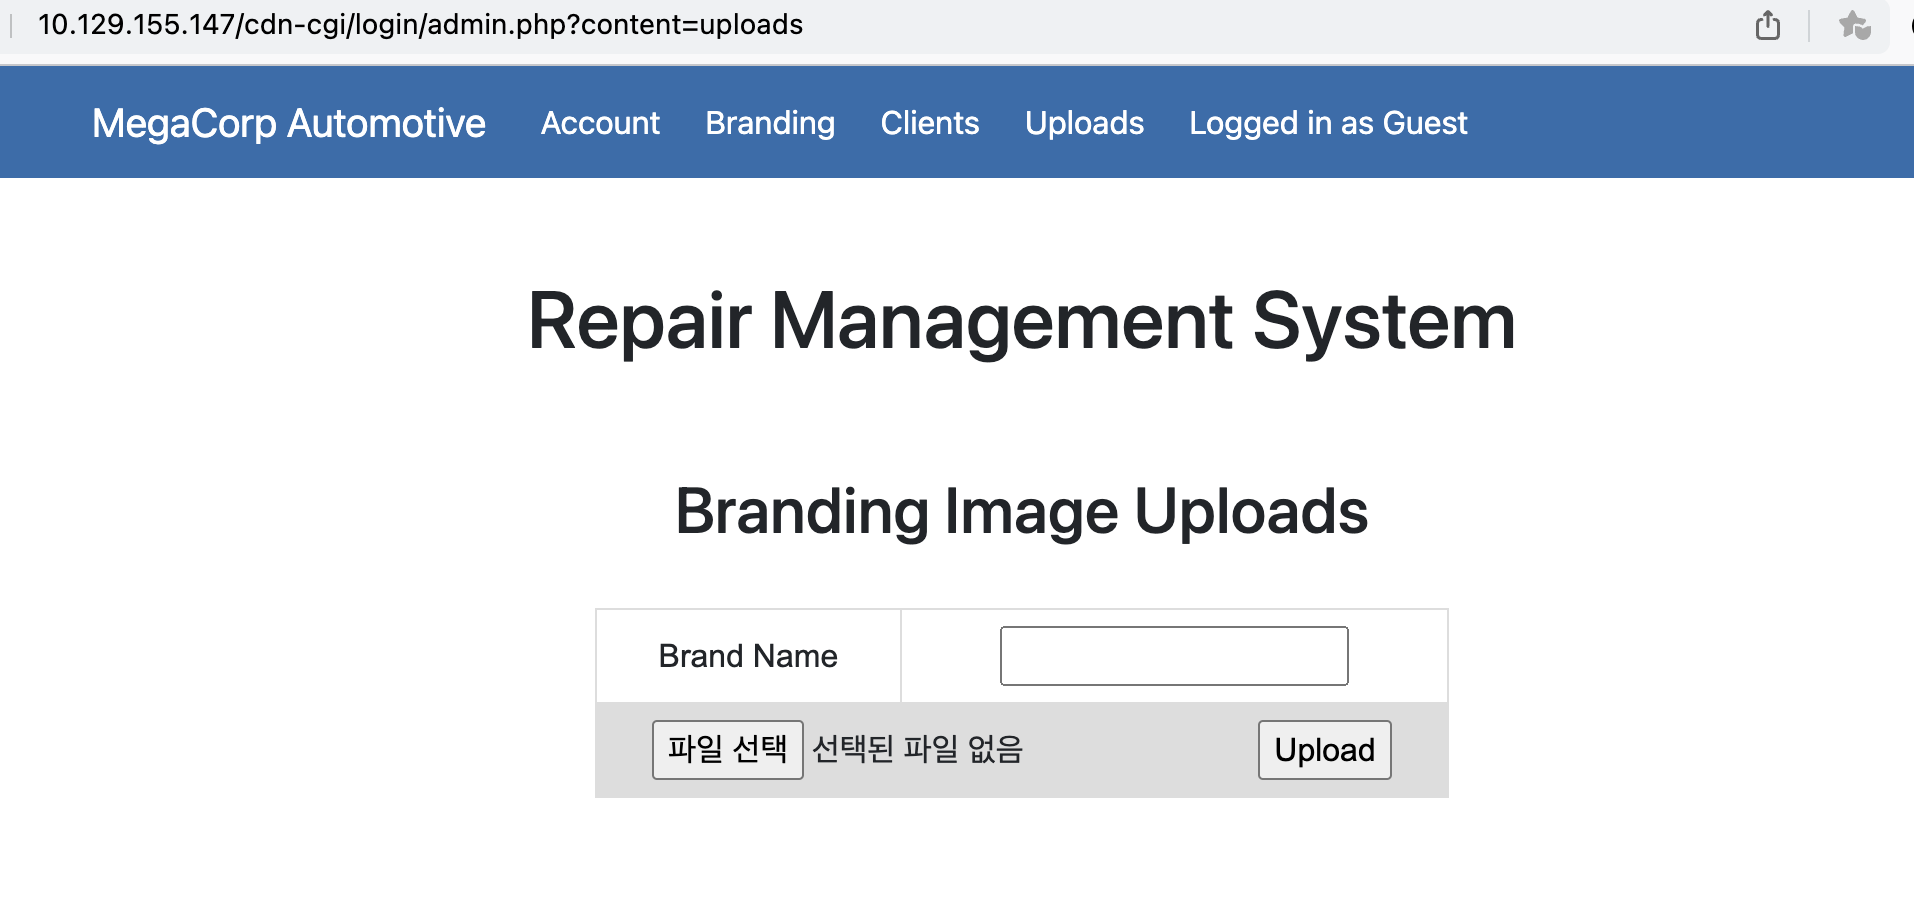 10.129.155.147/cdn-cgi/login/admin.php?content=uploads
MegaCorp Automotive Account Branding Clients Uploads Logged in as Guest
Repair Management System
Branding Image Uploads
Brand Name
파일 선택 선택된 파일 없음 Upload